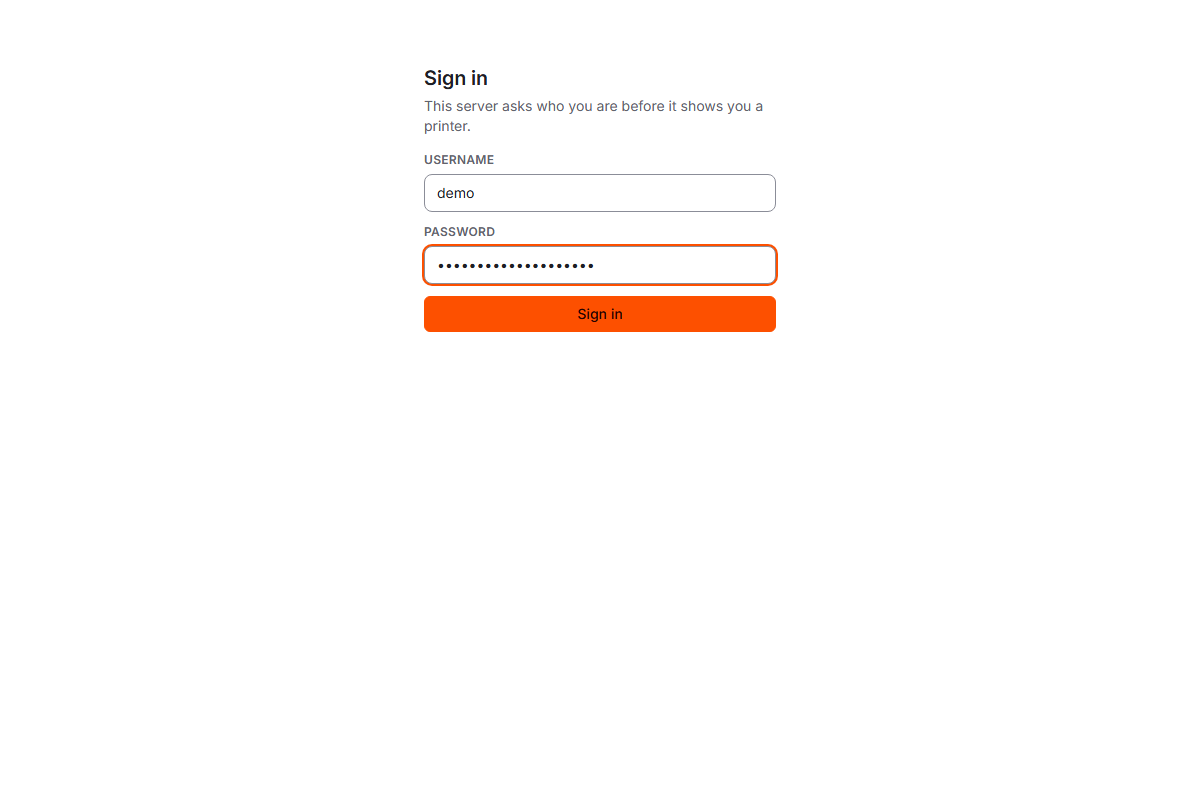 Sign in
This server asks who you are before it shows you a
printer.
USERNAME
demo
PASSWORD
••••••••••••••••••••
Sign in